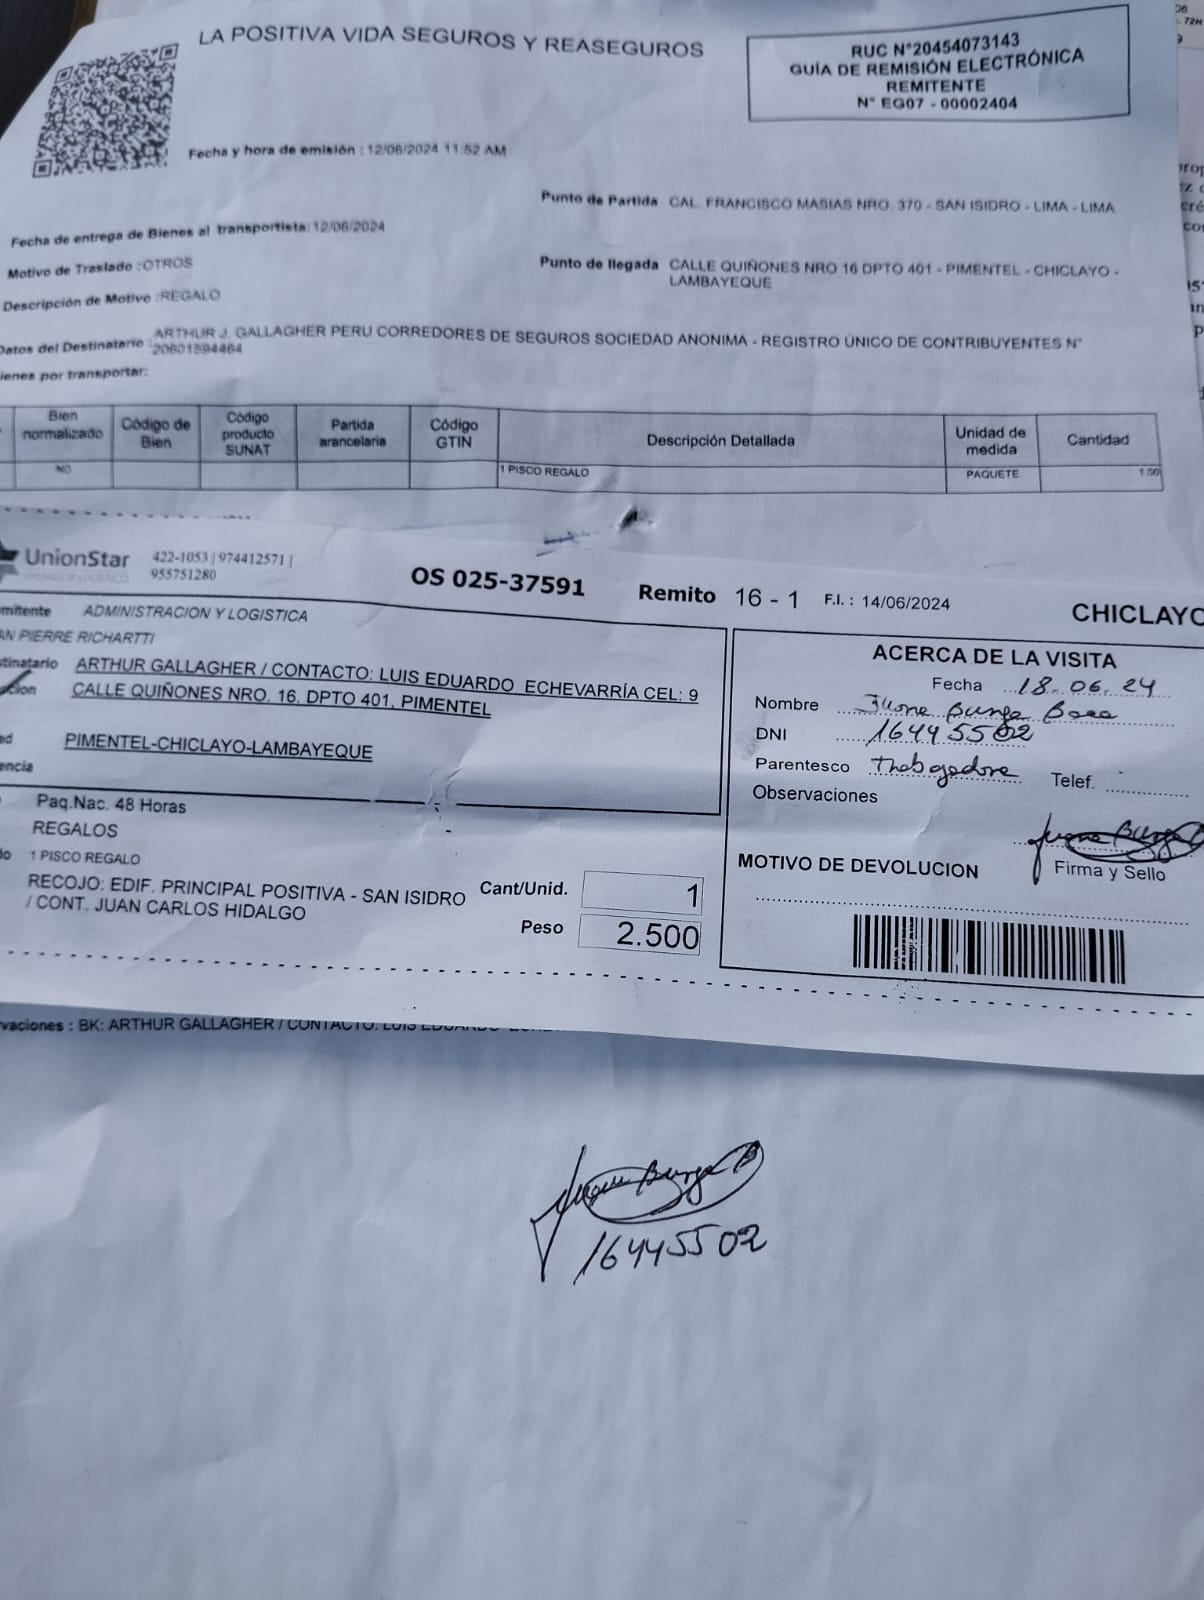 LA POSITIVA VIDA SEGUROS Y REASEGUROS
RUC N°20454073143
GUÍA DE REMISIÓN ELECTRÓNICA
REMITENTE
N° EG07 - 00002404
Fecha y hora de emisión : 12/06/2024 11:52 AM
Punto de Partida CAL. FRANCISCO MASIAS NRO. 370 - SAN ISIDRO - LIMA - LIMA
Fecha de entrega de Bienes al transportista: 12/06/2024
Motivo de Traslado :OTROS
Punto de llegada CALLE QUIÑONES NRO 16 DPTO 401 - PIMENTEL - CHICLAYO -
LAMBAYEQUE
Descripción de Motivo :REGALO
Datos del Destinatario : ARTHUR J. GALLAGHER PERU CORREDORES DE SEGUROS SOCIEDAD ANONIMA - REGISTRO ÚNICO DE CONTRIBUYENTES N°
20601594464
ienes por transportar:
Bien normalizado Código de Bien Código producto SUNAT Partida arancelaria Código GTIN Descripción Detallada Unidad de medida Cantidad
NO 1 PISCO REGALO PAQUETE 1.00
UnionStar 422-1053 | 974412571 |
OPERADOR LOGÍSTICO 955751280
OS 025-37591 Remito 16 - 1 F.I. : 14/06/2024 CHICLAYO
mitente ADMINISTRACION Y LOGISTICA
AN PIERRE RICHARTTI
stinatario ARTHUR GALLAGHER / CONTACTO: LUIS EDUARDO ECHEVARRÍA CEL: 9
cion CALLE QUIÑONES NRO. 16, DPTO 401, PIMENTEL
ad PIMENTEL-CHICLAYO-LAMBAYEQUE
encia
Paq.Nac. 48 Horas
REGALOS
do 1 PISCO REGALO
RECOJO: EDIF. PRINCIPAL POSITIVA - SAN ISIDRO
/ CONT. JUAN CARLOS HIDALGO
Cant/Unid. 1
Peso 2.500
ACERCA DE LA VISITA
Fecha 18.06.24
Nombre Bunga
DNI 16445502
Parentesco Telef.
Observaciones
Firma y Sello
MOTIVO DE DEVOLUCION
vaciones : BK: ARTHUR GALLAGHER / CONTACTO: LUIS EDUARDO
16445502